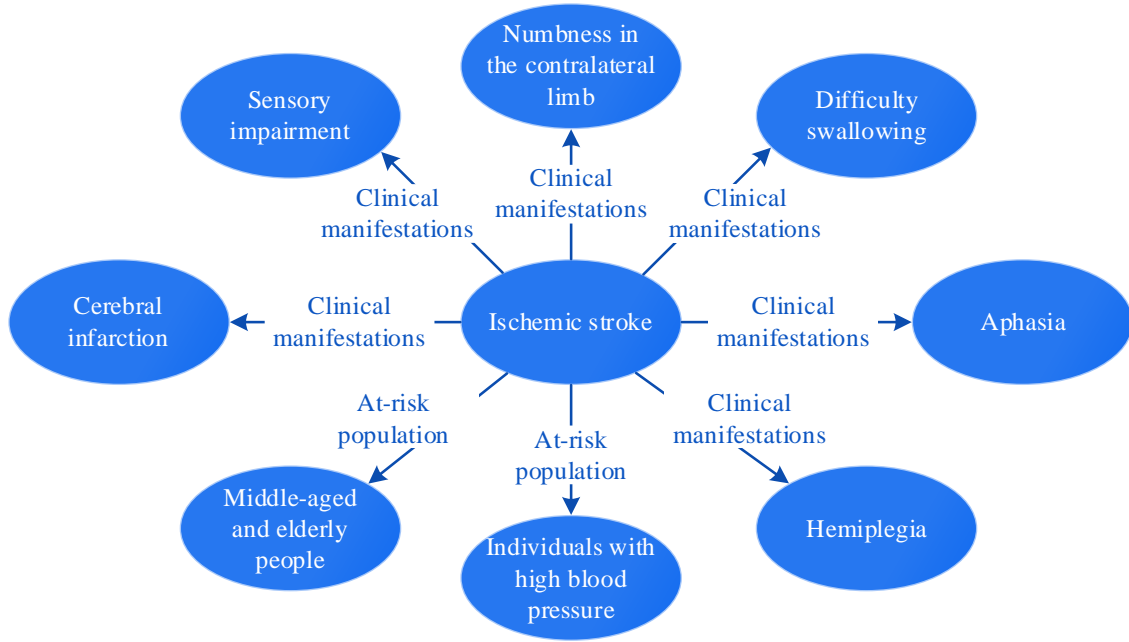 Numbness in
the contralateral
limb
Sensory
impairment
Difficulty
swallowing
Clinical
manifestations
Clinical
manifestations
Clinical
manifestations
Cerebral
infarction
Clinical
manifestations
Ischemic stroke
Clinical
manifestations
Aphasia
At-risk
population
At-risk
population
Clinical
manifestations
Middle-aged
and elderly
people
Individuals with
high blood
pressure
Hemiplegia